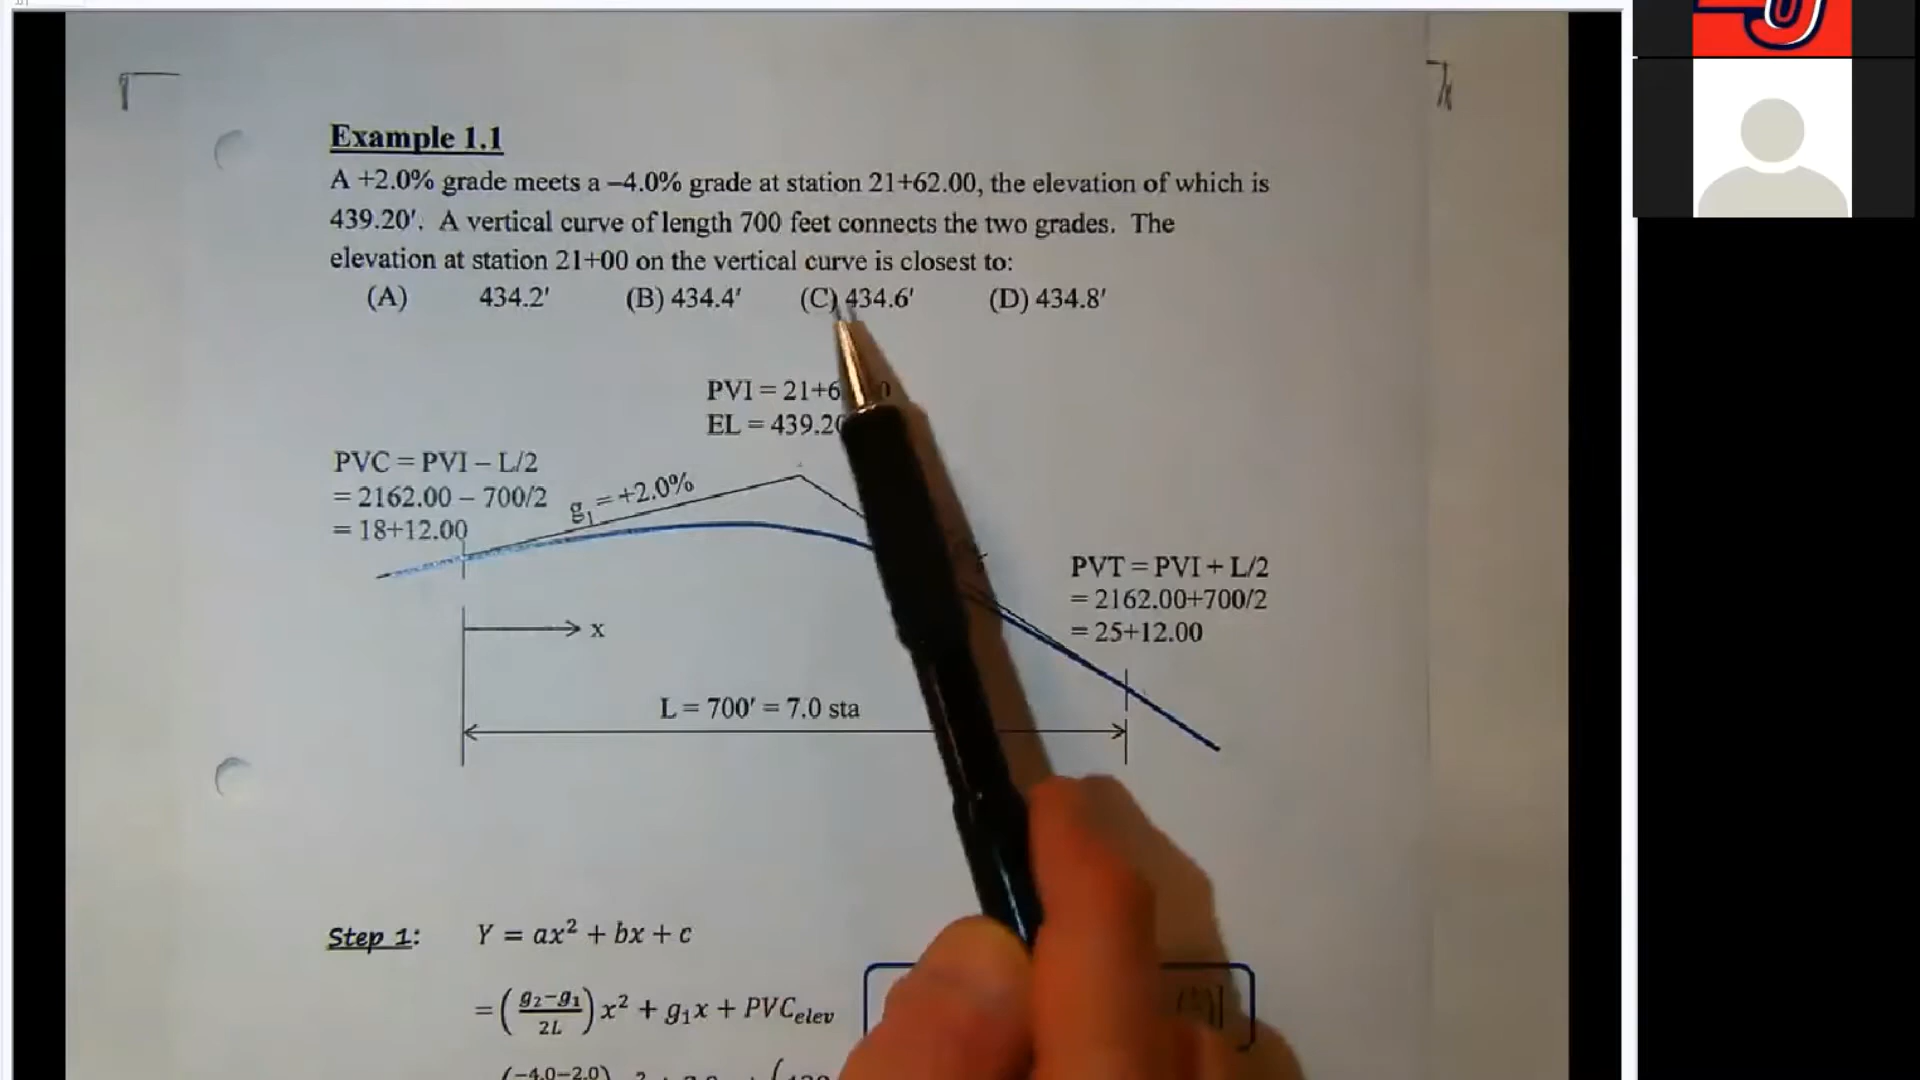 Example 1.1
A +2.0% grade meets a –4.0% grade at station 21+62.00, the elevation of which is
439.20'. A vertical curve of length 700 feet connects the two grades. The
elevation at station 21+00 on the vertical curve is closest to:
(A) 434.2' (B) 434.4' (C) 434.6' (D) 434.8'
PVI = 21+6
EL = 439.20
PVC = PVI – L/2
= 2162.00 – 700/2
= 18+12.00
g₁ = +2.0%
PVT = PVI + L/2
= 2162.00+700/2
= 25+12.00
x
L = 700' = 7.0 sta
Step 1: Y = ax² + bx + c
= ((g₂−g₁)/2L) x² + g₁x + PVCelev
(−4.0−2.0)